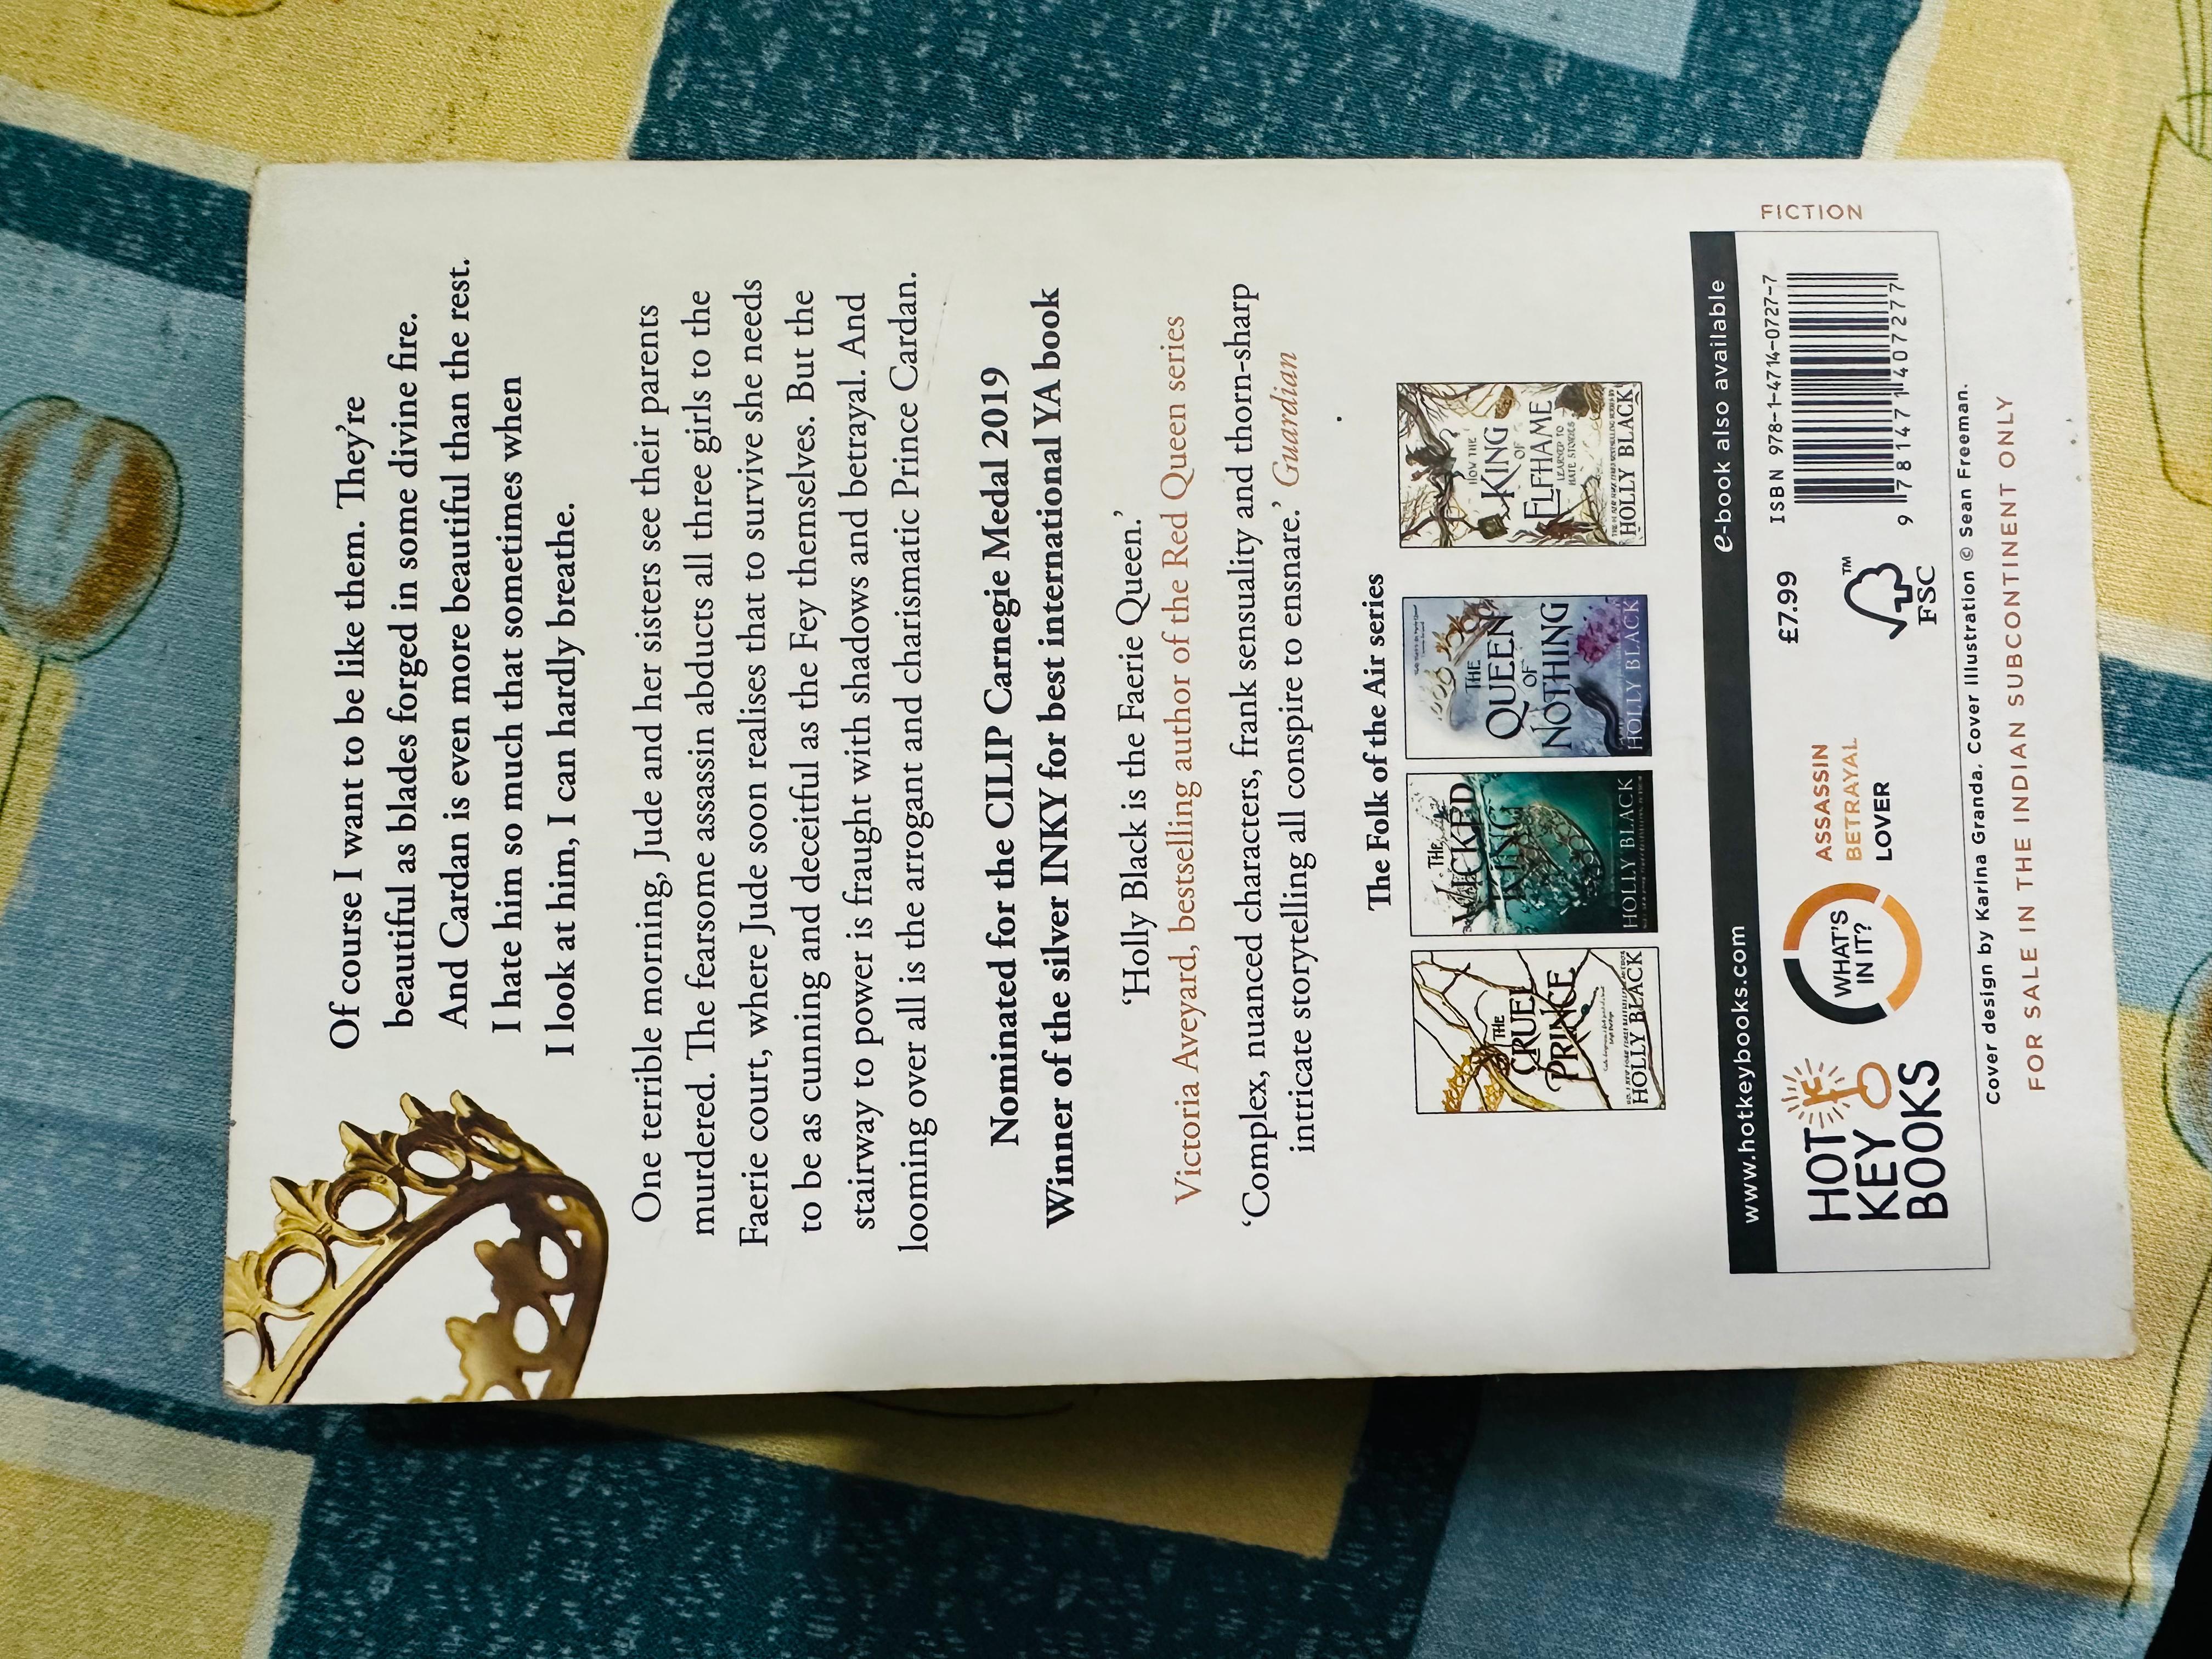 Of course I want to be like them. They're
beautiful as blades forged in some divine fire.
And Cardan is even more beautiful than the rest.
I hate him so much that sometimes when
I look at him, I can hardly breathe.
One terrible morning, Jude and her sisters see their parents
murdered. The fearsome assassin abducts all three girls to the
Faerie court, where Jude soon realises that to survive she needs
to be as cunning and deceitful as the Fey themselves. But the
stairway to power is fraught with shadows and betrayal. And
looming over all is the arrogant and charismatic Prince Cardan.
Nominated for the CILIP Carnegie Medal 2019
Winner of the silver INKY for best international YA book
‘Holly Black is the Faerie Queen.’
Victoria Aveyard, bestselling author of the Red Queen series
‘Complex, nuanced characters, frank sensuality and thorn-sharp
intricate storytelling all conspire to ensnare.’ Guardian
The Folk of the Air series
THE
CRUEL
PRINCE
HOLLY BLACK
THE
WICKED
KING
HOLLY BLACK
THE
QUEEN
OF
NOTHING
HOLLY BLACK
HOW THE
KING
OF
ELFHAME
LEARNED TO
HATE STORIES
HOLLY BLACK
www.hotkeybooks.com
e-book also available
HOT
KEY
BOOKS
WHAT'S
IN IT?
ASSASSIN
BETRAYAL
LOVER
£7.99
FSC
TM
ISBN 978-1-4714-0727-7
9 781471 407277
FICTION
Cover design by Karina Granda. Cover illustration © Sean Freeman.
FOR SALE IN THE INDIAN SUBCONTINENT ONLY